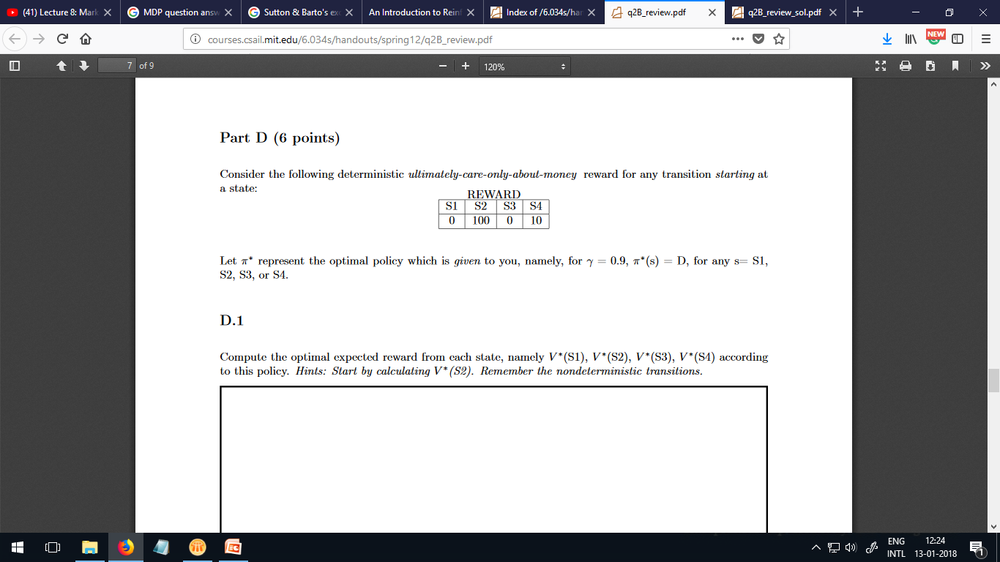 (41) Lecture 8: Mark
MDP question answ
Sutton & Barto's exe
An Introduction to Reinf
Index of /6.034s/har
q2B_review.pdf
q2B_review_sol.pdf
courses.csail.mit.edu/6.034s/handouts/spring12/q2B_review.pdf
NEW
7 of 9
120%
Part D (6 points)
Consider the following deterministic ultimately-care-only-about-money reward for any transition starting at
a state:
REWARD
S1 S2 S3 S4
0 100 0 10
Let π* represent the optimal policy which is given to you, namely, for γ = 0.9, π*(s) = D, for any s= S1,
S2, S3, or S4.
D.1
Compute the optimal expected reward from each state, namely V*(S1), V*(S2), V*(S3), V*(S4) according
to this policy. Hints: Start by calculating V*(S2). Remember the nondeterministic transitions.
ENG 12:24
INTL 13-01-2018
1